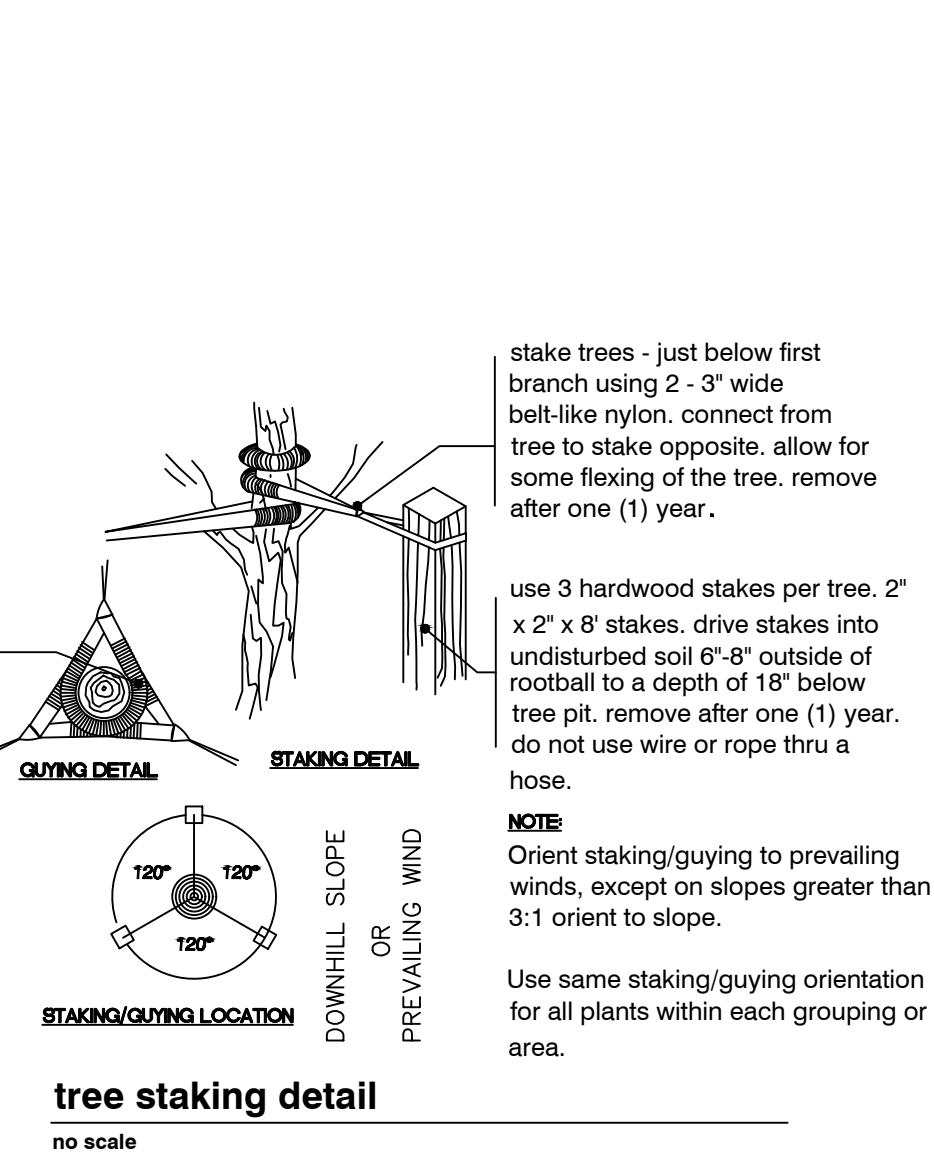 stake trees - just below first
branch using 2 - 3" wide
belt-like nylon. connect from
tree to stake opposite. allow for
some flexing of the tree. remove
after one (1) year.
use 3 hardwood stakes per tree. 2"
x 2" x 8' stakes. drive stakes into
undisturbed soil 6"-8" outside of
rootball to a depth of 18" below
tree pit. remove after one (1) year.
do not use wire or rope thru a
hose.
GUYING DETAIL
STAKING DETAIL
120°
120°
120°
STAKING/GUYING LOCATION
DOWNHILL SLOPE
OR
PREVAILING WIND
NOTE:
Orient staking/guying to prevailing
winds, except on slopes greater than
3:1 orient to slope.
Use same staking/guying orientation
for all plants within each grouping or
area.
tree staking detail
no scale